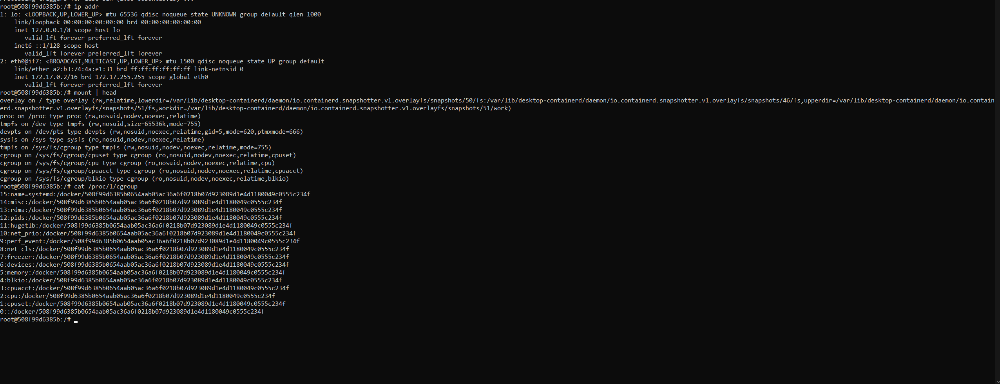 root@508f99d6385b:/# ip addr
1: lo: <LOOPBACK,UP,LOWER_UP> mtu 65536 qdisc noqueue state UNKNOWN group default qlen 1000
    link/loopback 00:00:00:00:00:00 brd 00:00:00:00:00:00
    inet 127.0.0.1/8 scope host lo
       valid_lft forever preferred_lft forever
    inet6 ::1/128 scope host
       valid_lft forever preferred_lft forever
2: eth0@if7: <BROADCAST,MULTICAST,UP,LOWER_UP> mtu 1500 qdisc noqueue state UP group default
    link/ether a2:b3:74:4a:e1:31 brd ff:ff:ff:ff:ff:ff link-netnsid 0
    inet 172.17.0.2/16 brd 172.17.255.255 scope global eth0
       valid_lft forever preferred_lft forever
root@508f99d6385b:/# mount | head
overlay on / type overlay (rw,relatime,lowerdir=/var/lib/desktop-containerd/daemon/io.containerd.snapshotter.v1.overlayfs/snapshots/50/fs:/var/lib/desktop-containerd/daemon/io.containerd.snapshotter.v1.overlayfs/snapshots/46/fs,upperdir=/var/lib/desktop-containerd/daemon/io.contain
erd.snapshotter.v1.overlayfs/snapshots/51/fs,workdir=/var/lib/desktop-containerd/daemon/io.containerd.snapshotter.v1.overlayfs/snapshots/51/work)
proc on /proc type proc (rw,nosuid,nodev,noexec,relatime)
tmpfs on /dev type tmpfs (rw,nosuid,size=65536k,mode=755)
devpts on /dev/pts type devpts (rw,nosuid,noexec,relatime,gid=5,mode=620,ptmxmode=666)
sysfs on /sys type sysfs (ro,nosuid,nodev,noexec,relatime)
tmpfs on /sys/fs/cgroup type tmpfs (rw,nosuid,nodev,noexec,relatime,mode=755)
cgroup on /sys/fs/cgroup/cpuset type cgroup (ro,nosuid,nodev,noexec,relatime,cpuset)
cgroup on /sys/fs/cgroup/cpu type cgroup (ro,nosuid,nodev,noexec,relatime,cpu)
cgroup on /sys/fs/cgroup/cpuacct type cgroup (ro,nosuid,nodev,noexec,relatime,cpuacct)
cgroup on /sys/fs/cgroup/blkio type cgroup (ro,nosuid,nodev,noexec,relatime,blkio)
root@508f99d6385b:/# cat /proc/1/cgroup
15:name=systemd:/docker/508f99d6385b0654aab05ac36a6f0218b07d923089d1e4d1180049c0555c234f
14:misc:/docker/508f99d6385b0654aab05ac36a6f0218b07d923089d1e4d1180049c0555c234f
13:rdma:/docker/508f99d6385b0654aab05ac36a6f0218b07d923089d1e4d1180049c0555c234f
12:pids:/docker/508f99d6385b0654aab05ac36a6f0218b07d923089d1e4d1180049c0555c234f
11:hugetlb:/docker/508f99d6385b0654aab05ac36a6f0218b07d923089d1e4d1180049c0555c234f
10:net_prio:/docker/508f99d6385b0654aab05ac36a6f0218b07d923089d1e4d1180049c0555c234f
9:perf_event:/docker/508f99d6385b0654aab05ac36a6f0218b07d923089d1e4d1180049c0555c234f
8:net_cls:/docker/508f99d6385b0654aab05ac36a6f0218b07d923089d1e4d1180049c0555c234f
7:freezer:/docker/508f99d6385b0654aab05ac36a6f0218b07d923089d1e4d1180049c0555c234f
6:devices:/docker/508f99d6385b0654aab05ac36a6f0218b07d923089d1e4d1180049c0555c234f
5:memory:/docker/508f99d6385b0654aab05ac36a6f0218b07d923089d1e4d1180049c0555c234f
4:blkio:/docker/508f99d6385b0654aab05ac36a6f0218b07d923089d1e4d1180049c0555c234f
3:cpuacct:/docker/508f99d6385b0654aab05ac36a6f0218b07d923089d1e4d1180049c0555c234f
2:cpu:/docker/508f99d6385b0654aab05ac36a6f0218b07d923089d1e4d1180049c0555c234f
1:cpuset:/docker/508f99d6385b0654aab05ac36a6f0218b07d923089d1e4d1180049c0555c234f
0::/docker/508f99d6385b0654aab05ac36a6f0218b07d923089d1e4d1180049c0555c234f
root@508f99d6385b:/#